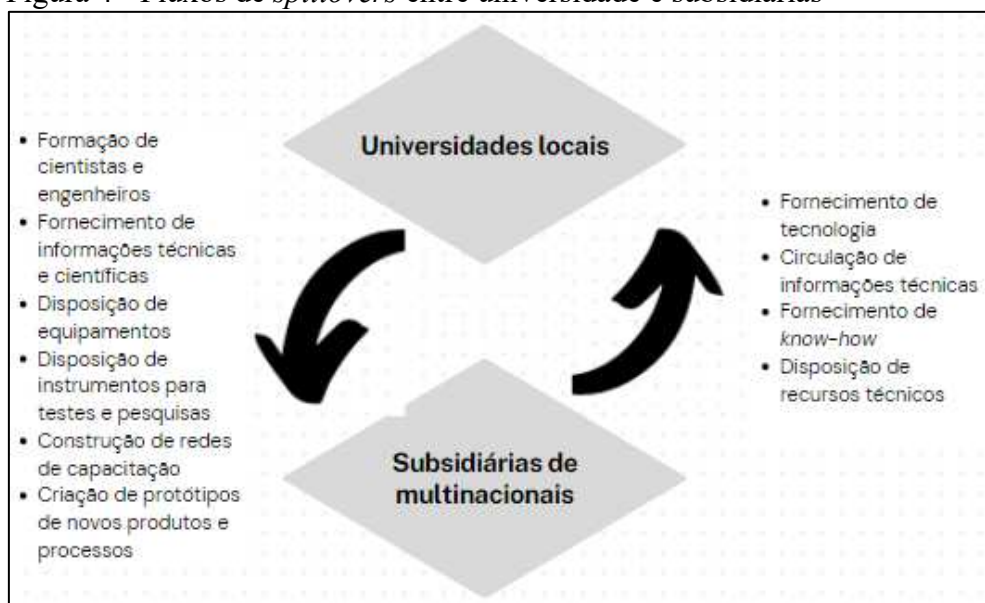 Universidades locais
• Formação de
cientistas e
engenheiros
• Fornecimento de
informações técnicas
e científicas
• Disposição de
equipamentos
• Disposição de
instrumentos para
testes e pesquisas
• Construção de redes
de capacitação
• Criação de protótipos
de novos produtos e
processos
• Fornecimento de
tecnologia
• Circulação de
informações técnicas
• Fornecimento de
know-how
• Disposição de
recursos técnicos
Subsidiárias de
multinacionais